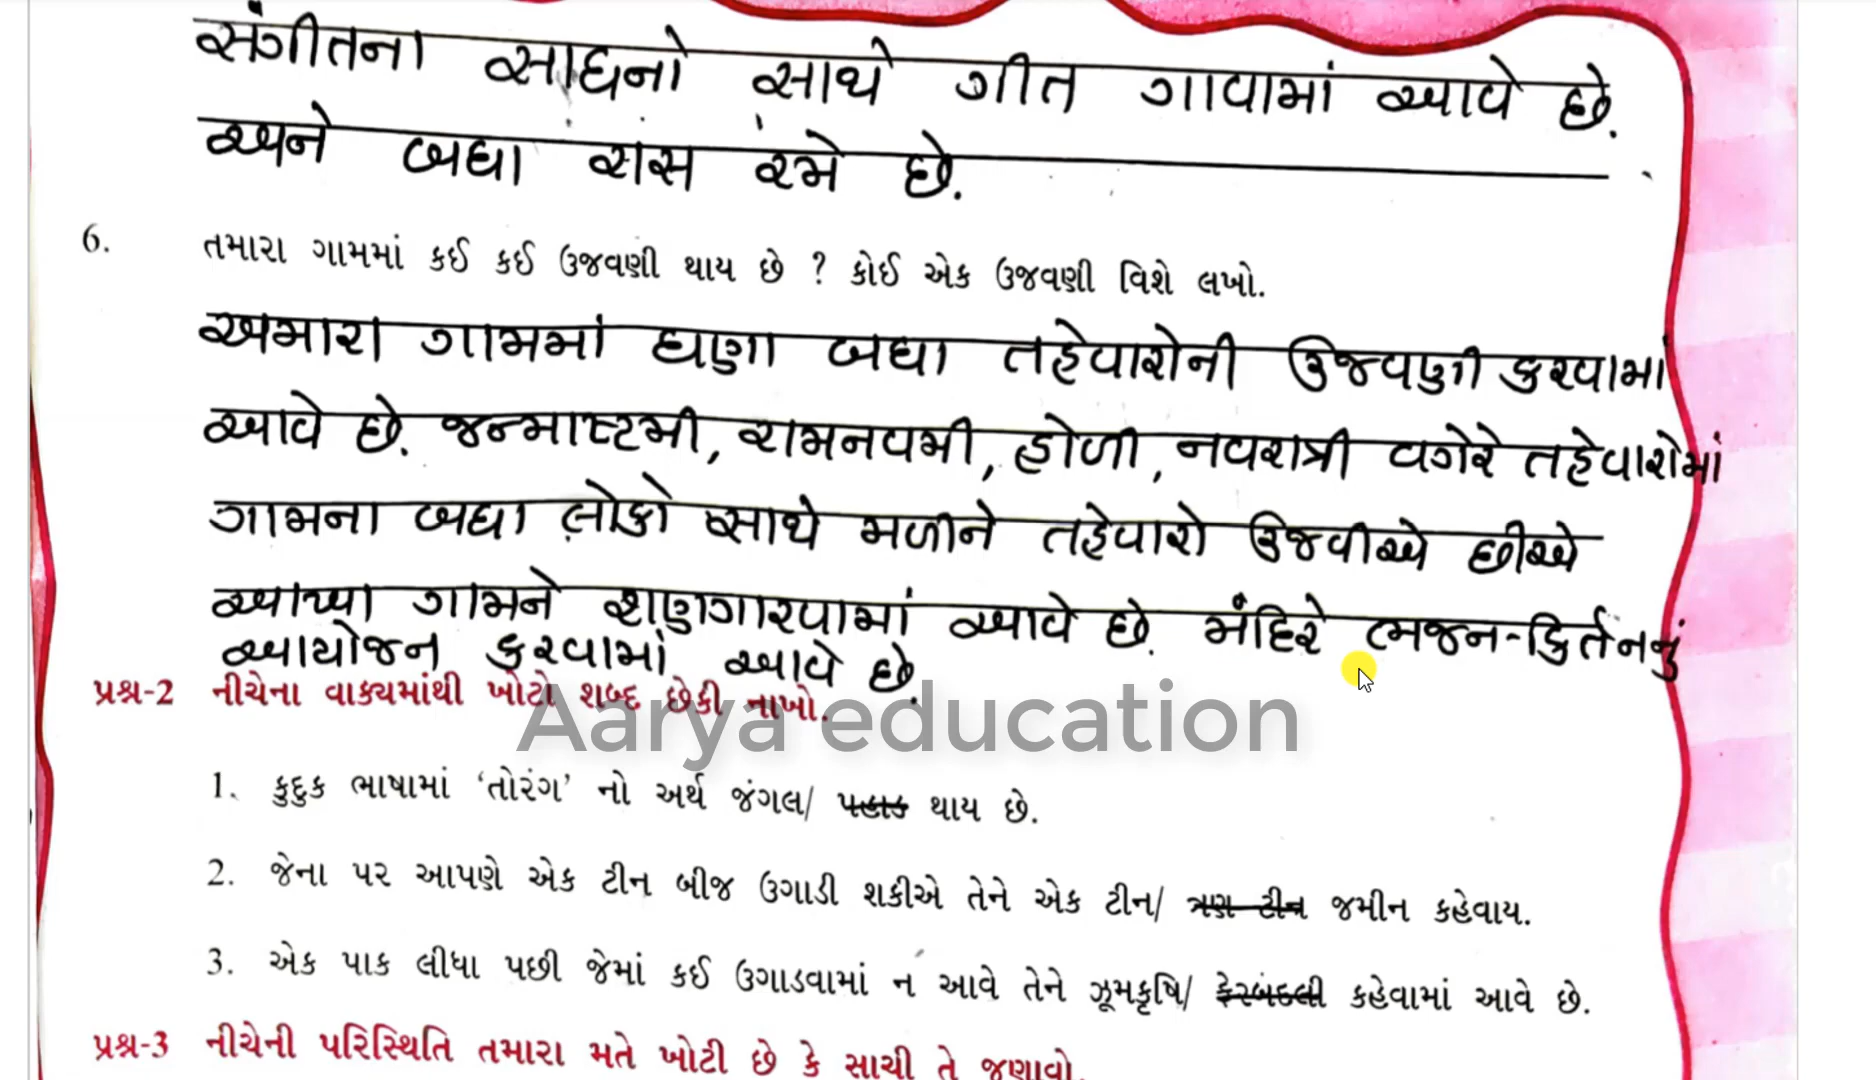 સંગીતના સાધનો સાથે ગીત ગાવામાં આવે છે.
અને બધા રાસ રમે છે.
6. તમારા ગામમાં કઈ કઈ ઉજવણી થાય છે ? કોઈ એક ઉજવણી વિશે લખો.
અમારા ગામમાં ઘણા બધા તહેવારોની ઉજવણી કરવામાં
આવે છે. જન્માષ્ટમી, રામનવમી, હોળી, નવરાત્રી વગેરે તહેવારોમાં
ગામના બધા લોકો સાથે મળીને તહેવારો ઉજવીએ છીએ
આખા ગામને શણગારવામાં આવે છે. મંદિરે ભજન-કિર્તનનું
આયોજન કરવામાં આવે છે.
પ્રશ્ન-2 નીચેના વાક્યમાંથી ખોટો શબ્દ છેકી નાખો.
Aarya education
1. કુદુક ભાષામાં ‘તોરંગ’ નો અર્થ જંગલ/ પહાડ થાય છે.
2. જેના પર આપણે એક ટીન બીજ ઉગાડી શકીએ તેને એક ટીન/ ત્રણ ટીન જમીન કહેવાય.
3. એક પાક લીધા પછી જેમાં કઈ ઉગાડવામાં ન આવે તેને ઝૂમકૃષિ/ ફેરબદલી કહેવામાં આવે છે.
પ્રશ્ન-3 નીચેની પરિસ્થિતિ તમારા મતે ખોટી છે કે સાચી તે જણાવો.